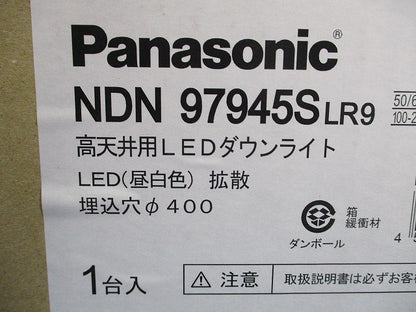 Panasonic®
NDN 97945S LR9
50/6
100-2
高天井用LEDダウンライト
LED(昼白色) 拡散
埋込穴φ400
箱
緩衝材
ダンボール
4
1台入
注意
取扱説明書は必ずお客